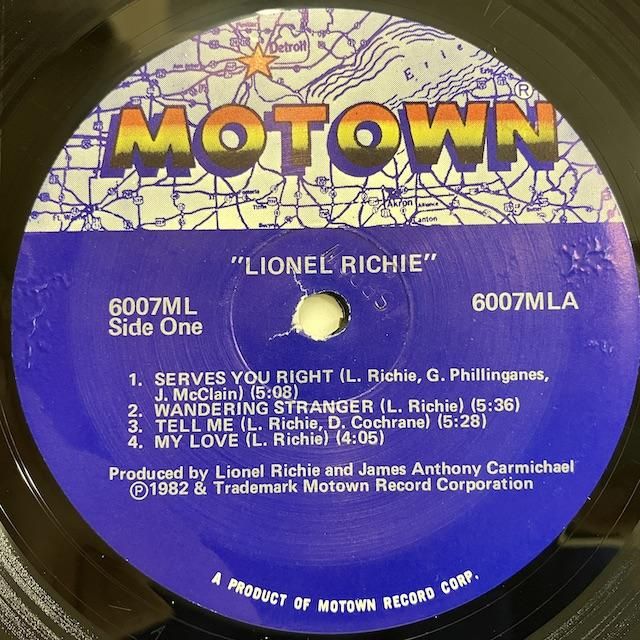 Detroit
Erie
MOTOWN®
Akron
Canton
"LIONEL RICHIE"
6007ML
6007MLA
Side One
1. SERVES YOU RIGHT (L. Richie, G. Phillinganes,
J. McClain) (5:08)
2. WANDERING STRANGER (L. Richie) (5:36)
3. TELL ME (L. Richie, D. Cochrane) (5:28)
4. MY LOVE (L. Richie) (4:05)
Produced by Lionel Richie and James Anthony Carmichael
℗1982 & Trademark Motown Record Corporation
A PRODUCT OF MOTOWN RECORD CORP.